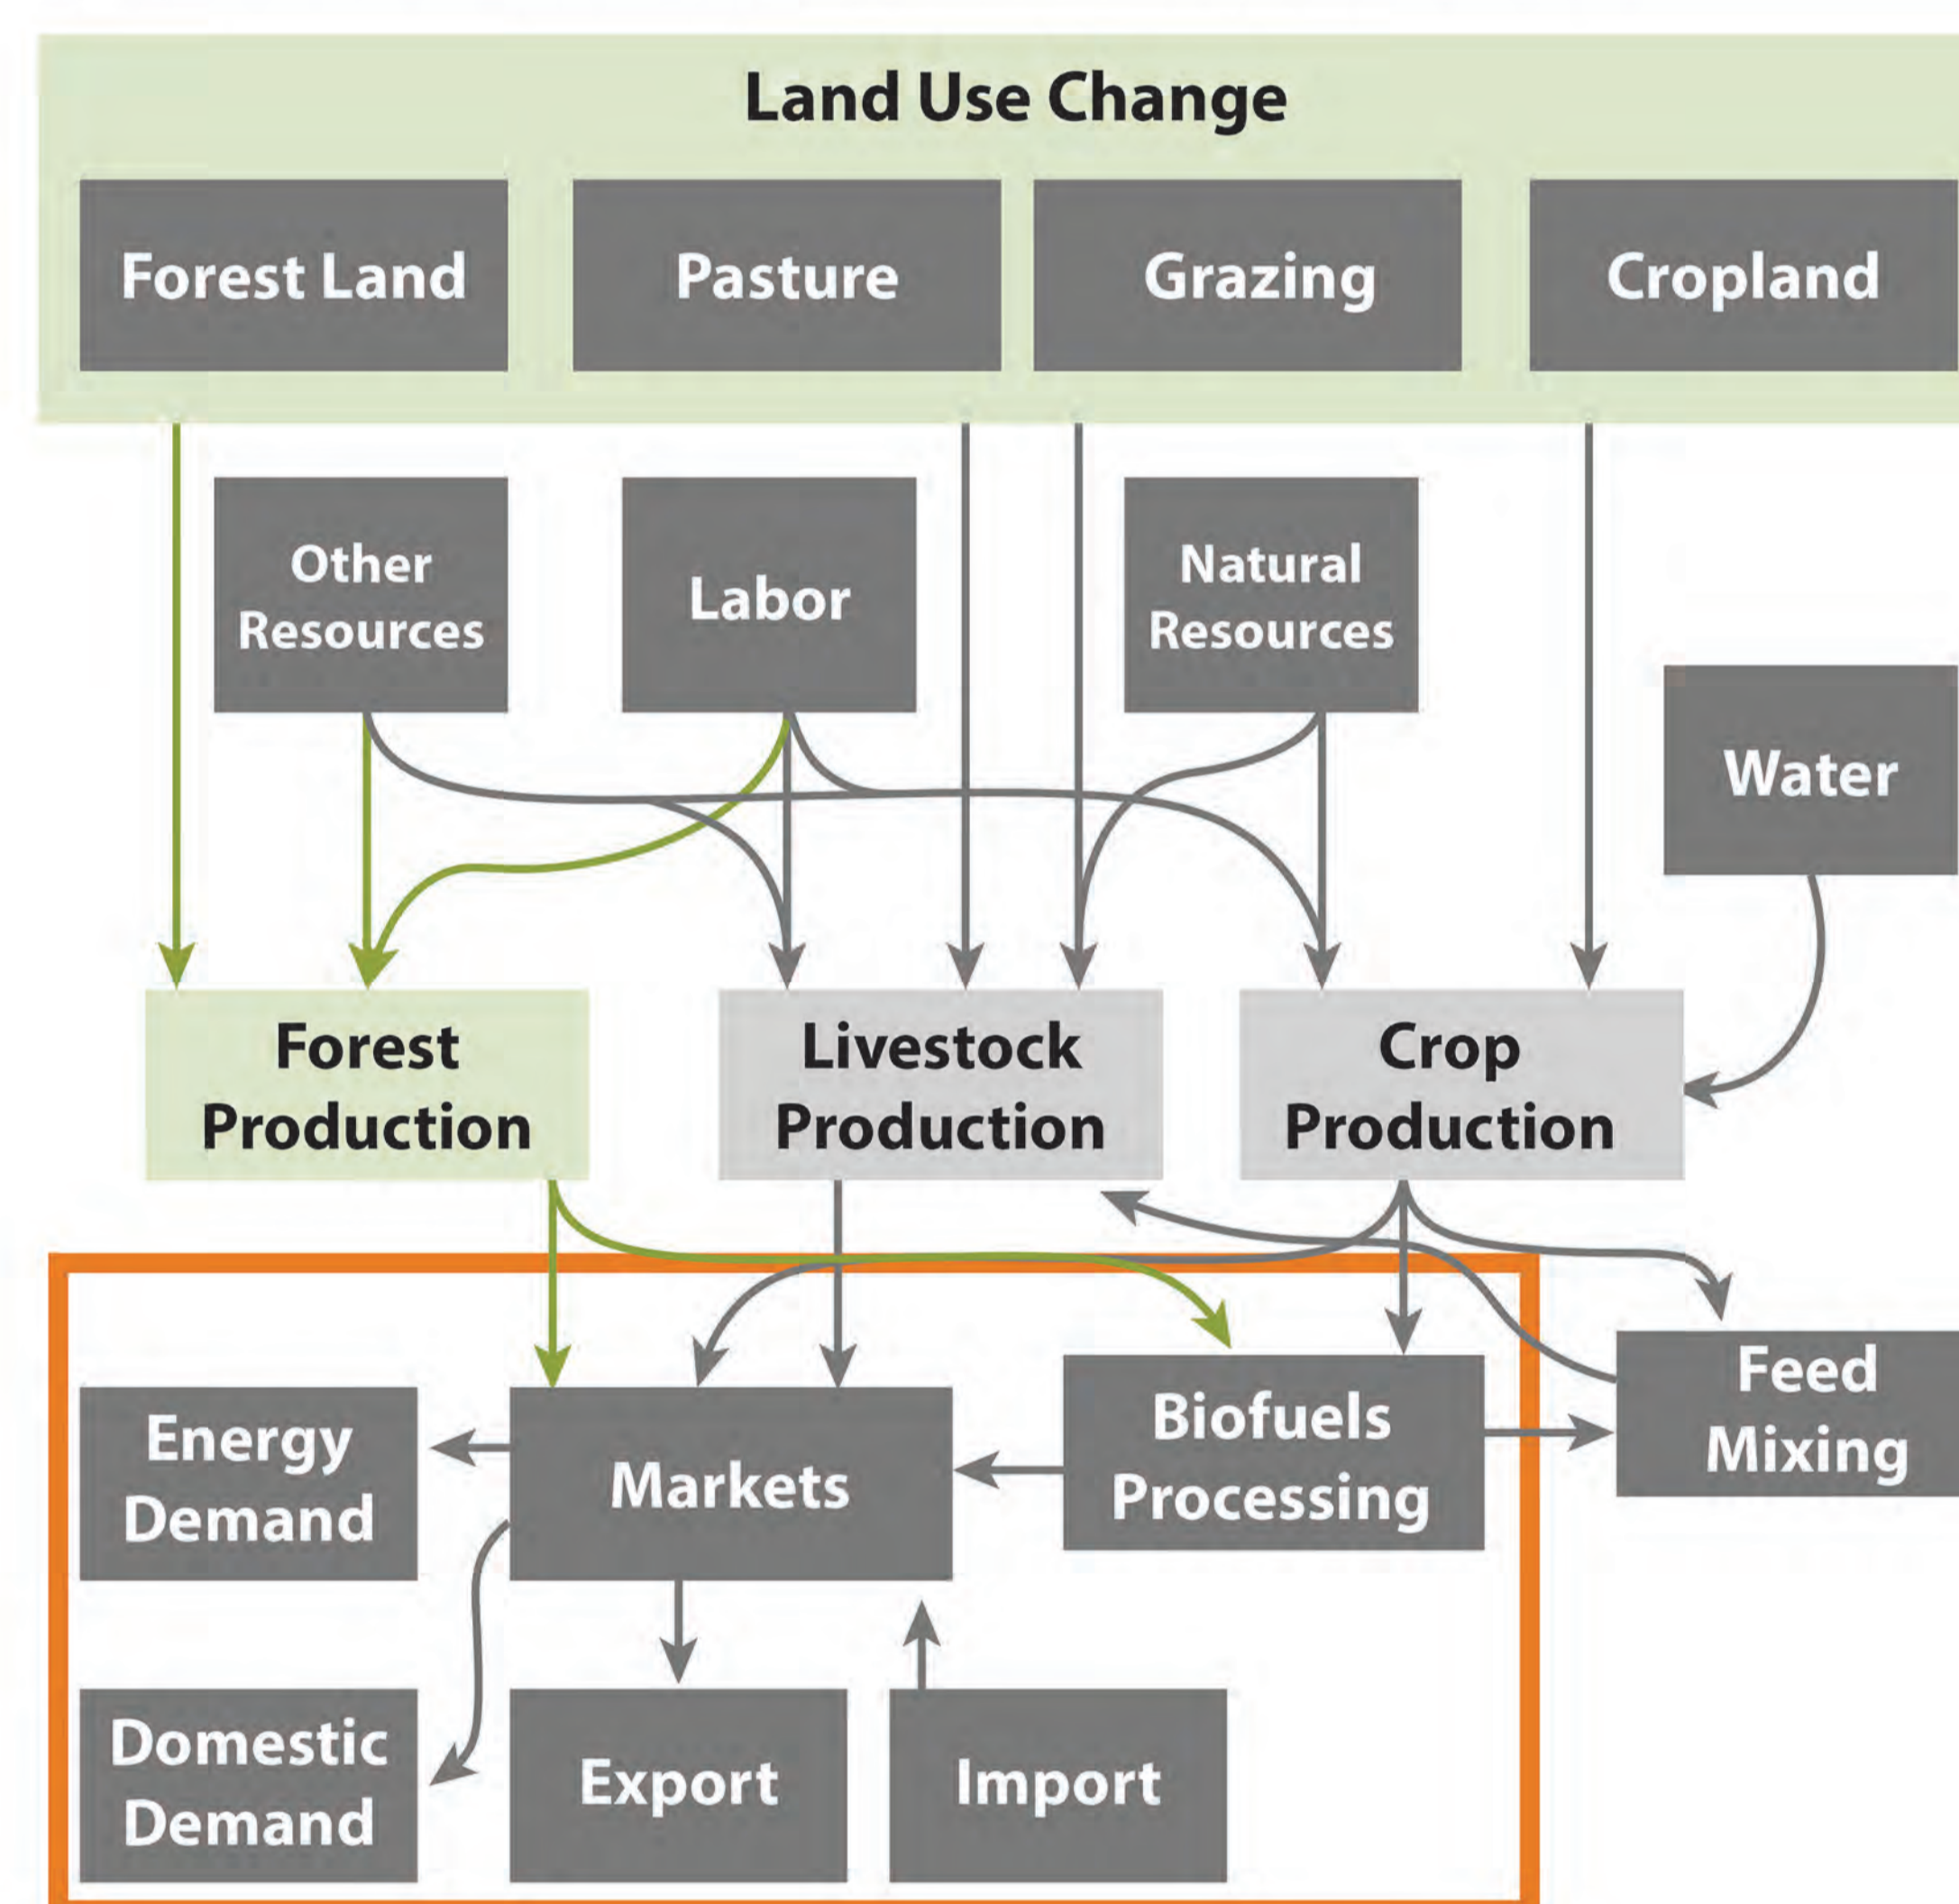 Land Use Change
Forest Land
Pasture
Grazing
Cropland
Other
Resources
Labor
Natural
Resources
Water
Forest
Production
Livestock
Production
Crop
Production
Energy
Demand
Markets
Biofuels
Processing
Feed
Mixing
Domestic
Demand
Export
Import